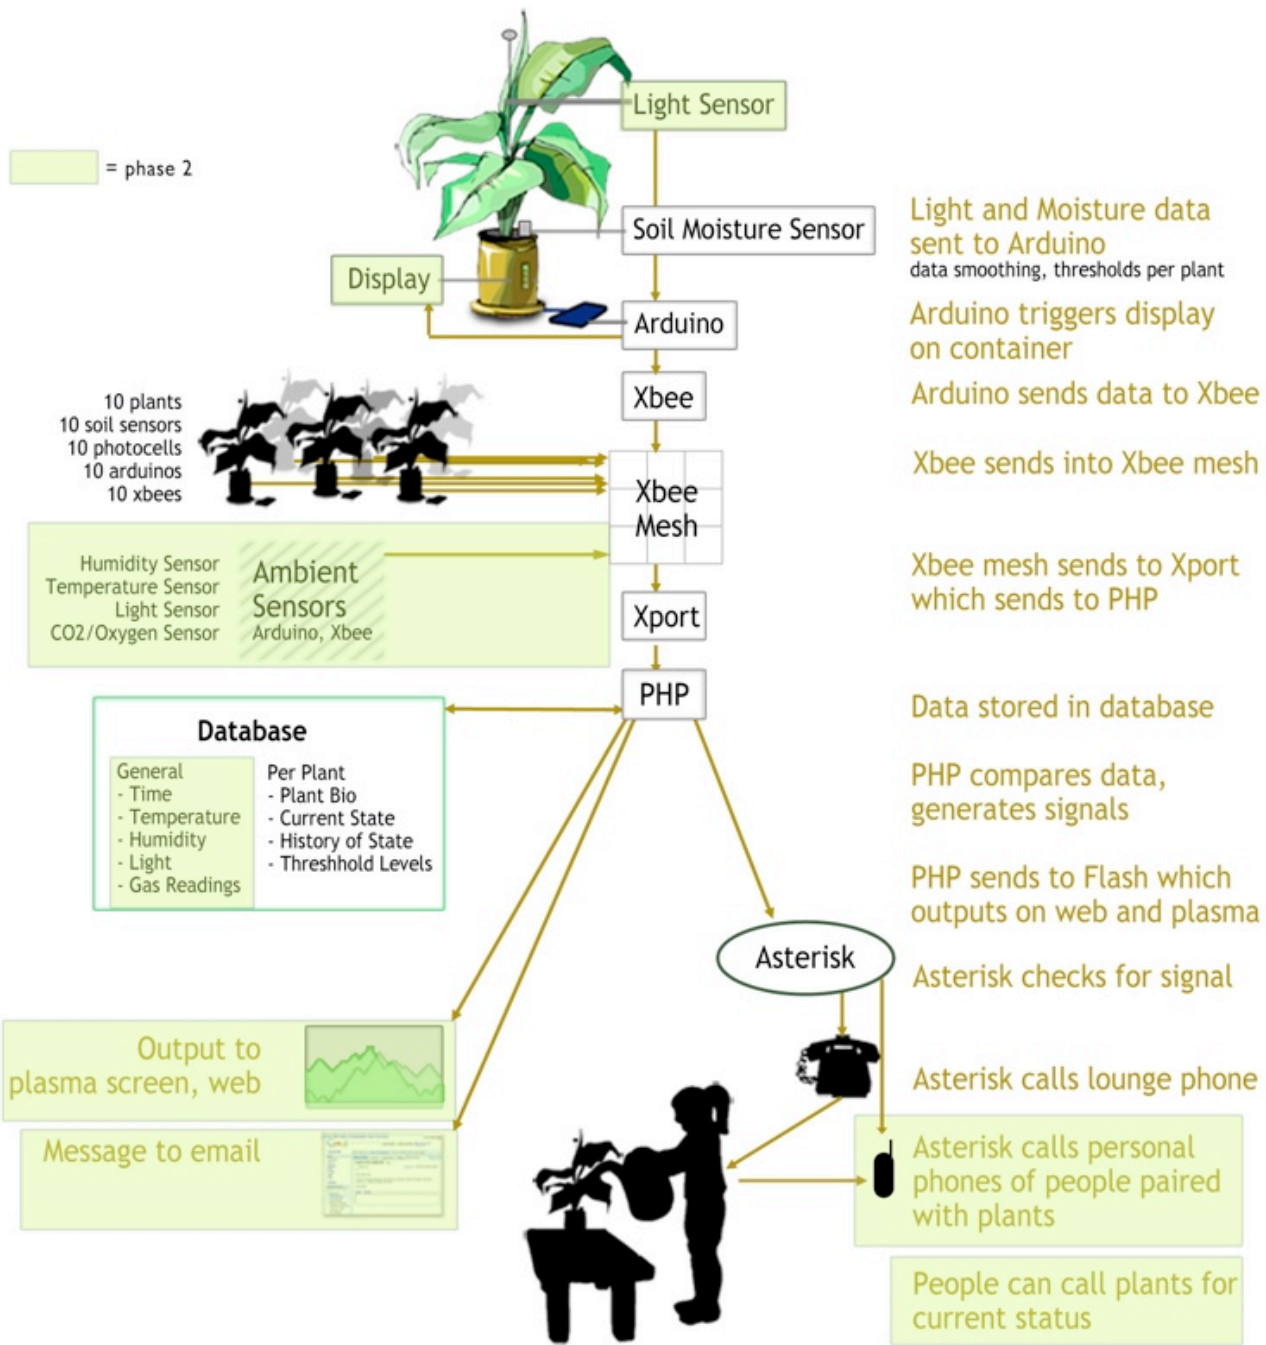 Light Sensor
= phase 2
Soil Moisture Sensor
Light and Moisture data
sent to Arduino
data smoothing, thresholds per plant
Display
Arduino
Arduino triggers display
on container
Xbee
Arduino sends data to Xbee
10 plants
10 soil sensors
10 photocells
10 arduinos
10 xbees
Xbee
Mesh
Xbee sends into Xbee mesh
Humidity Sensor
Temperature Sensor
Light Sensor
CO2/Oxygen Sensor
Ambient
Sensors
Arduino, Xbee
Xbee mesh sends to Xport
which sends to PHP
Xport
PHP
Database
General
- Time
- Temperature
- Humidity
- Light
- Gas Readings
Per Plant
- Plant Bio
- Current State
- History of State
- Threshhold Levels
Data stored in database
PHP compares data,
generates signals
PHP sends to Flash which
outputs on web and plasma
Asterisk
Asterisk checks for signal
Output to
plasma screen, web
Asterisk calls lounge phone
Message to email
Asterisk calls personal
phones of people paired
with plants
People can call plants for
current status